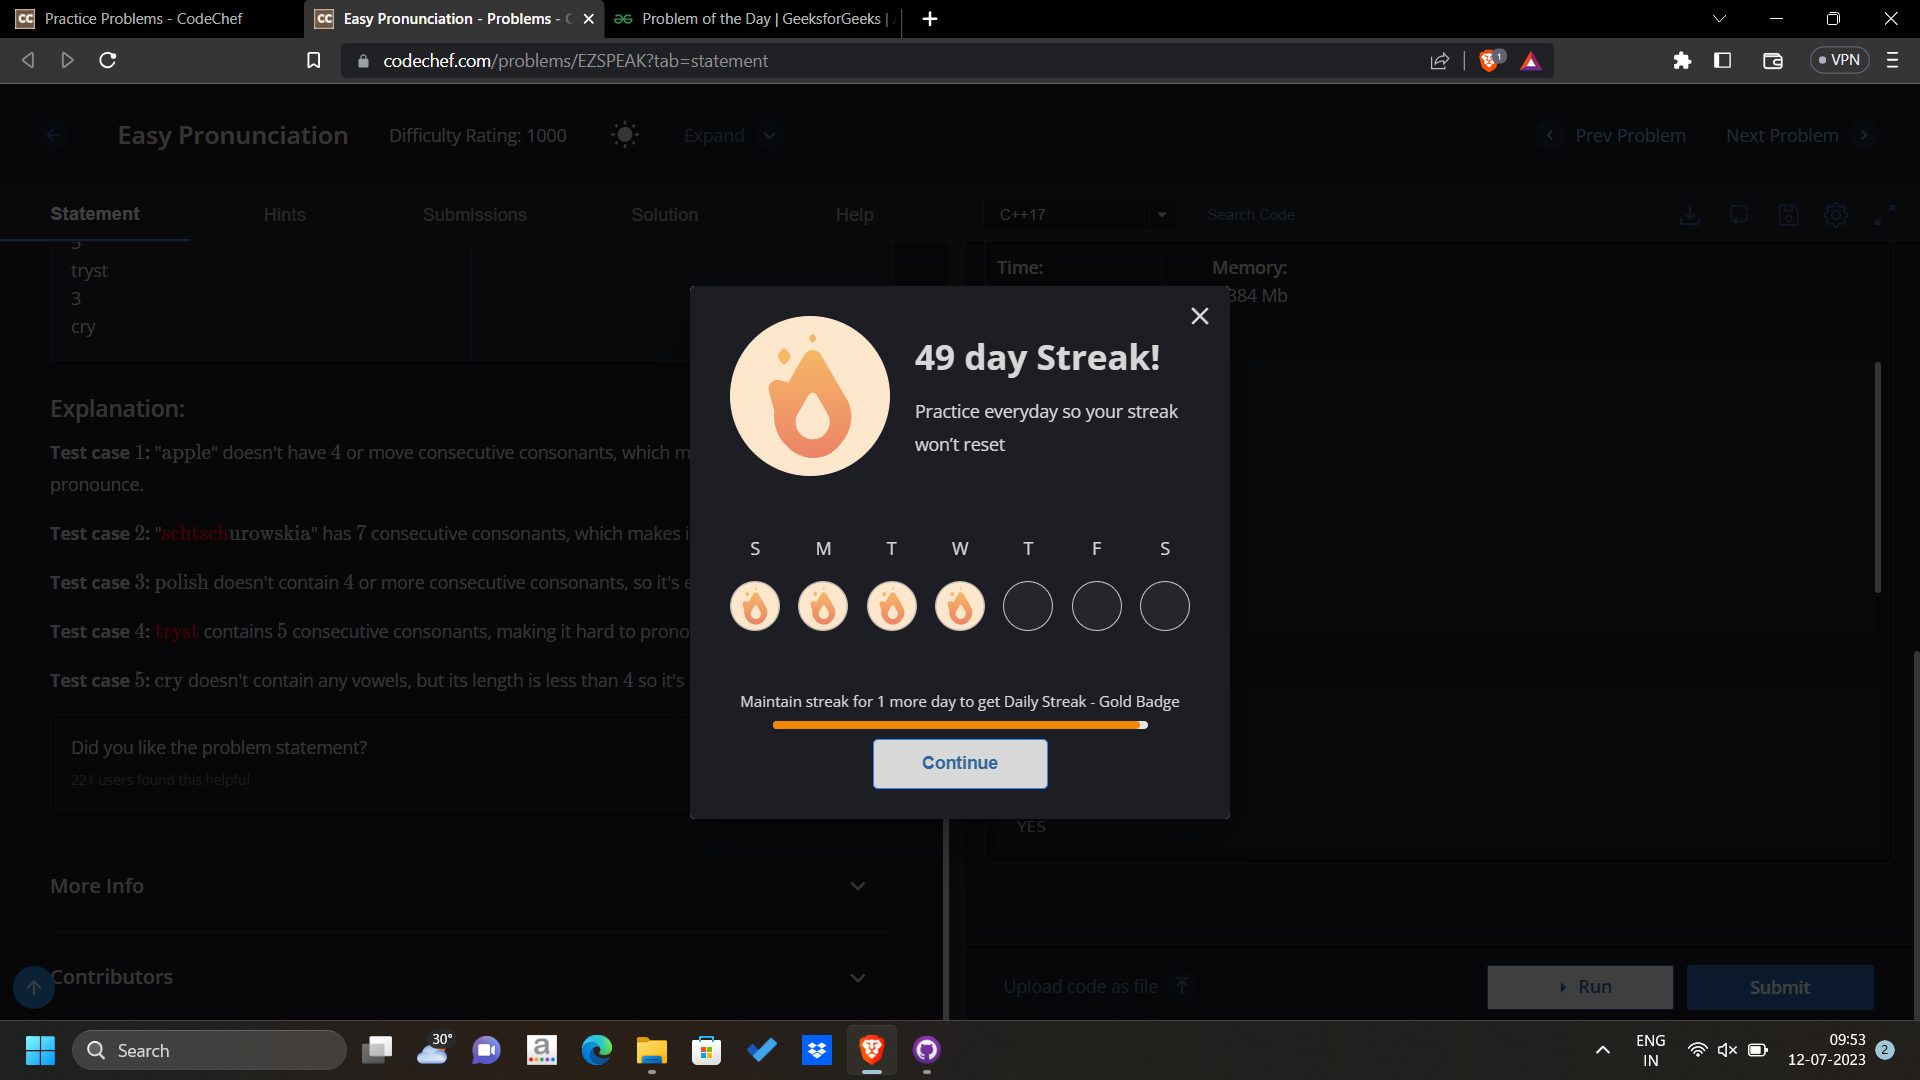 Practice Problems - CodeChef
Easy Pronunciation - Problems -
Problem of the Day | GeeksforGeeks |
codechef.com/problems/EZSPEAK?tab=statement
1
VPN
Easy Pronunciation
Difficulty Rating: 1000
Expand
Prev Problem
Next Problem
Statement
Hints
Submissions
Solution
Help
C++17
Search Code
5
tryst
3
cry
Time:
Memory:
384 Mb
Explanation:
Test case 1: "apple" doesn't have 4 or move consecutive consonants, which m
pronounce.
Test case 2: "schtschurowskia" has 7 consecutive consonants, which makes i
Test case 3: polish doesn't contain 4 or more consecutive consonants, so it's e
Test case 4: tryst contains 5 consecutive consonants, making it hard to prono
Test case 5: cry doesn't contain any vowels, but its length is less than 4 so it's
Did you like the problem statement?
221 users found this helpful
More Info
Contributors
49 day Streak!
Practice everyday so your streak
won't reset
S M T W T F S
Maintain streak for 1 more day to get Daily Streak - Gold Badge
Continue
YES
Upload code as file
Run
Submit
Search
30°
a
ENG
IN
09:53
12-07-2023
2